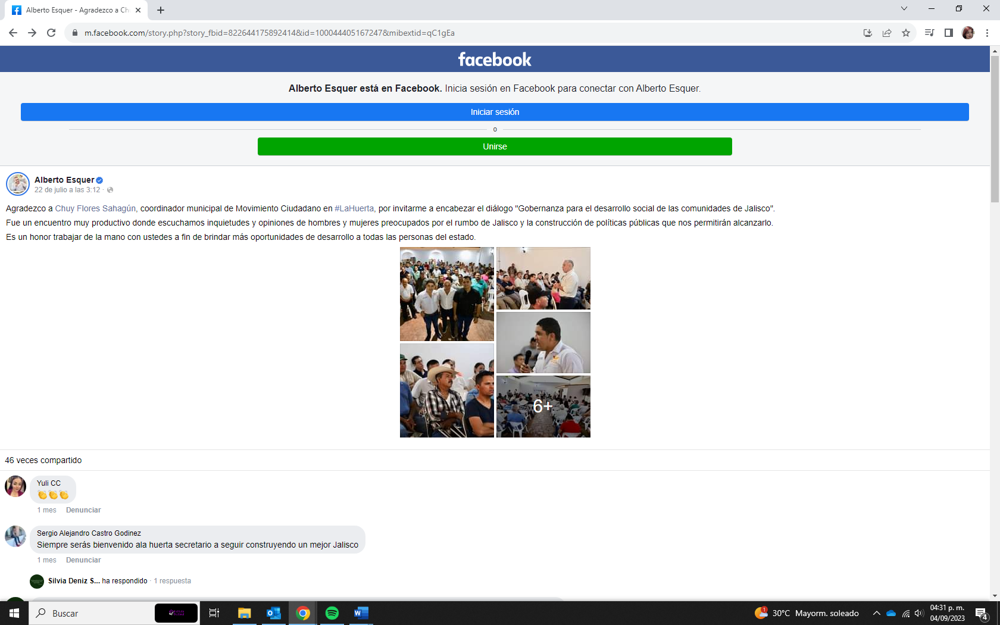 Alberto Esquer - Agradezco a Ch
m.facebook.com/story.php?story_fbid=822644175892414&id=100044405167247&mibextid=qC1gEa
facebook
Alberto Esquer está en Facebook. Inicia sesión en Facebook para conectar con Alberto Esquer.
Iniciar sesión
o
Unirse
Alberto Esquer
22 de julio a las 3:12 ·
Agradezco a Chuy Flores Sahagún, coordinador municipal de Movimiento Ciudadano en #LaHuerta, por invitarme a encabezar el diálogo "Gobernanza para el desarrollo social de las comunidades de Jalisco".
Fue un encuentro muy productivo donde escuchamos inquietudes y opiniones de hombres y mujeres preocupados por el rumbo de Jalisco y la construcción de políticas públicas que nos permitirán alcanzarlo.
Es un honor trabajar de la mano con ustedes a fin de brindar más oportunidades de desarrollo a todas las personas del estado.
6+
46 veces compartido
Yuli CC
👏👏👏
1 mes Denunciar
Sergio Alejandro Castro Godinez
Siempre serás bienvenido ala huerta secretario a seguir construyendo un mejor Jalisco
1 mes Denunciar
Silvia Deniz S... ha respondido · 1 respuesta
Buscar
1
30°C Mayorm. soleado
04:31 p. m.
04/09/2023
4